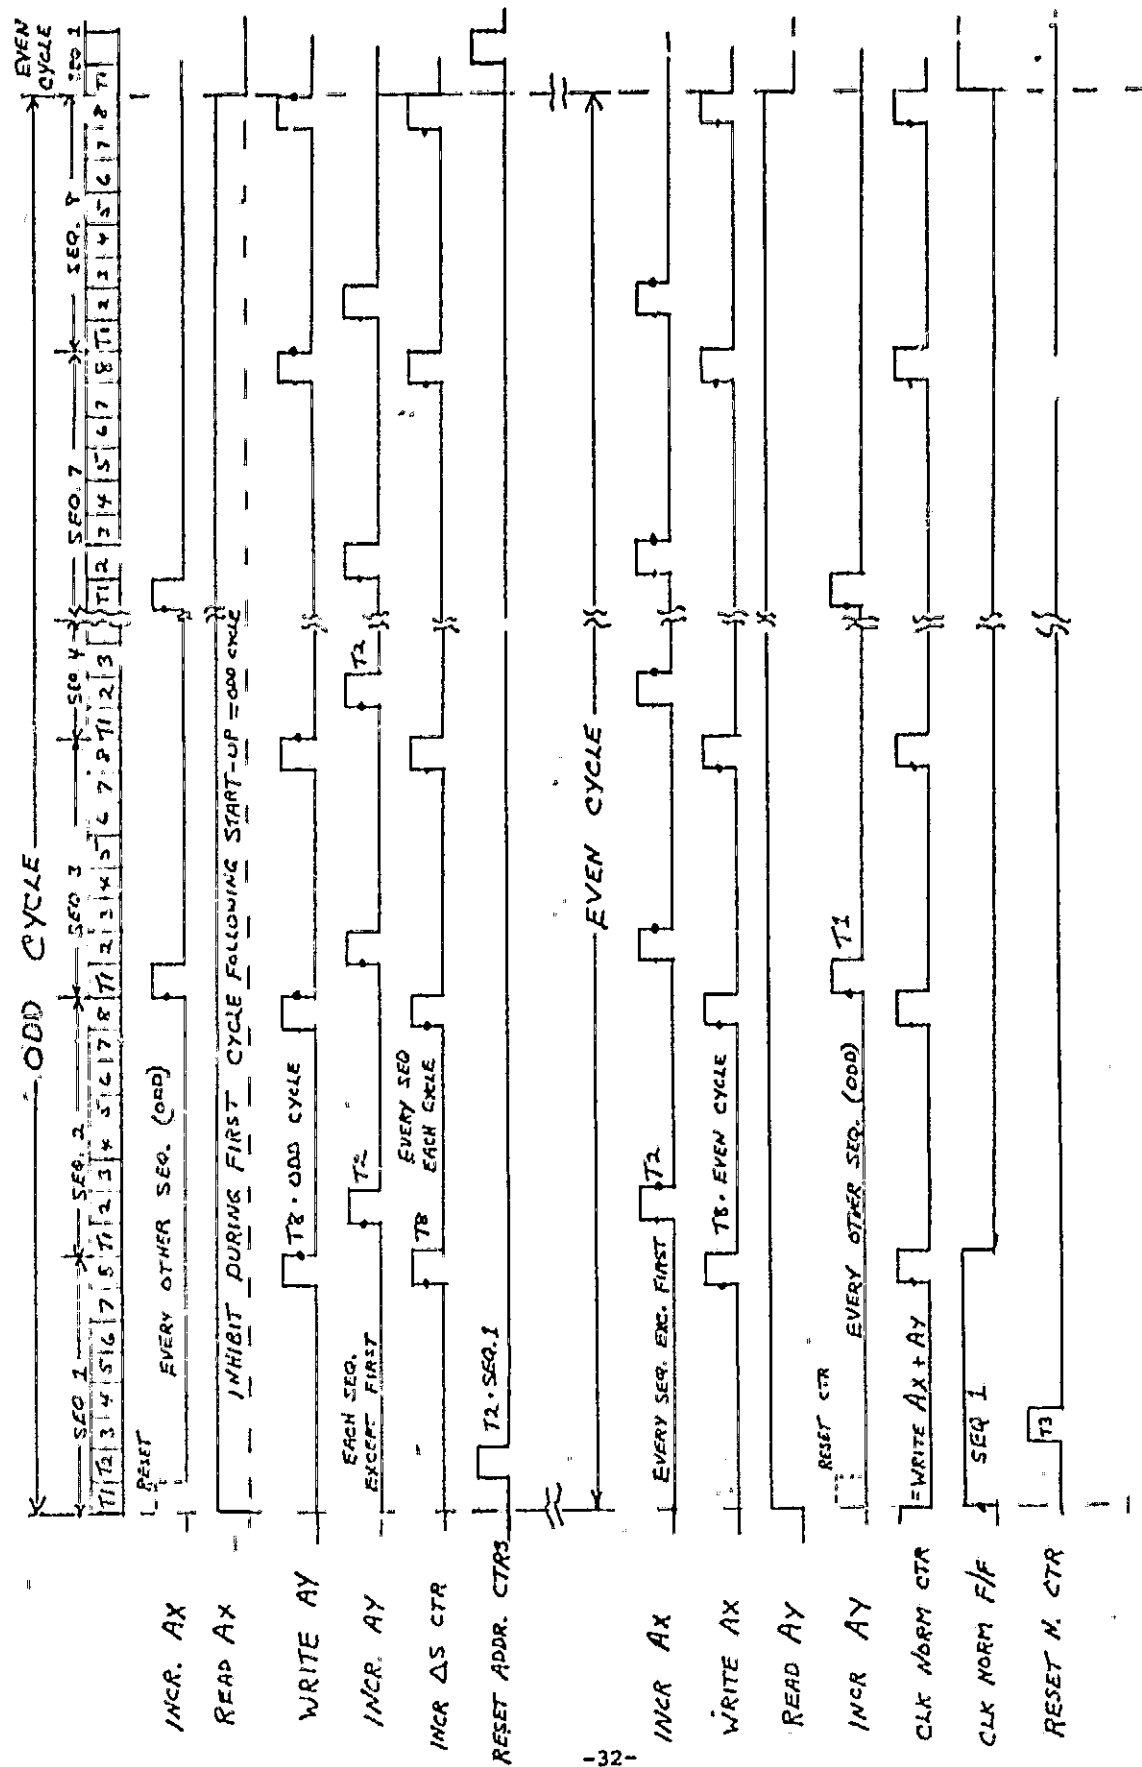 ODD CYCLE
EVEN CYCLE
SEQ 1
SEQ. 2
SEQ 3
SEQ 4
SEQ. 7
SEQ. 8
SEQ 1
T1 T2 3 4 5 6 7 8 T1 2 3 4 5 6 7 8 T1 2 3 4 5 6 7 8 T1 2 3 T1 2 3 4 5 6 7 8 T1 2 3 4 5 6 7 8 T1
INCR. AX
RESET
EVERY OTHER SEQ. (ODD)
READ AX
INHIBIT DURING FIRST CYCLE FOLLOWING START-UP = ODD CYCLE
WRITE AY
T8 · ODD CYCLE
INCR. AY
EACH SEQ.
EXCEPT FIRST
T2
T2
INCR ΔS CTR
T8
EVERY SEQ
EACH CYCLE
RESET ADDR. CTRS
T2 · SEQ. 1
EVEN CYCLE
INCR AX
EVERY SEQ. EXC. FIRST
T2
WRITE AX
T8 · EVEN CYCLE
READ AY
INCR AY
RESET CTR
EVERY OTHER SEQ. (ODD)
T1
CLK NORM CTR
=WRITE AX + AY
CLK NORM F/F
SEQ 1
RESET N. CTR
T3
-32-